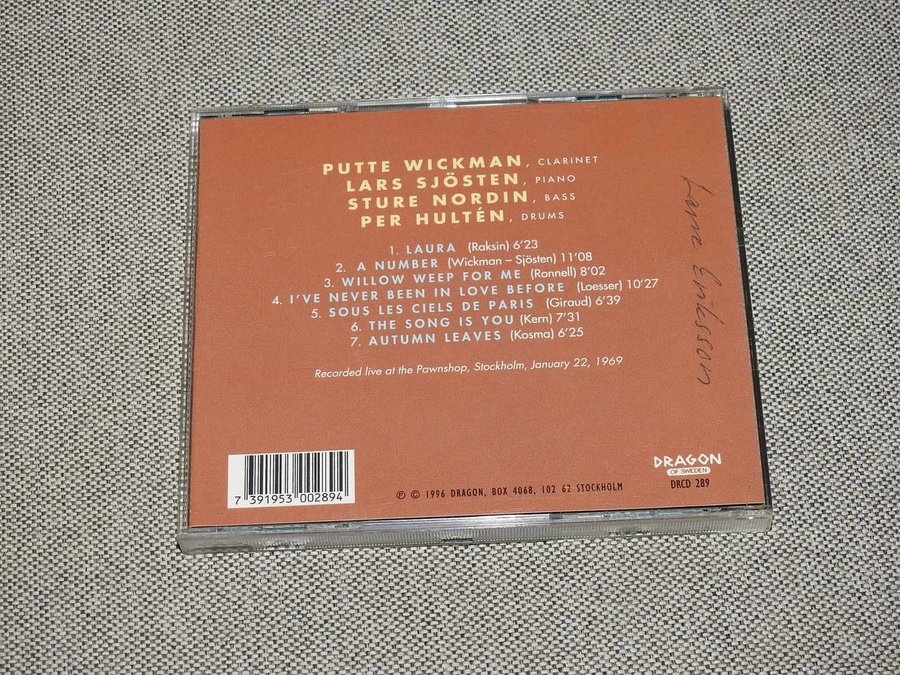 PUTTE WICKMAN, CLARINET
LARS SJÖSTEN, PIANO
STURE NORDIN, BASS
PER HULTÉN, DRUMS
1. LAURA (Raksin) 6'23
2. A NUMBER (Wickman – Sjösten) 11'08
3. WILLOW WEEP FOR ME (Ronnell) 8'02
4. I'VE NEVER BEEN IN LOVE BEFORE (Loesser) 10'27
5. SOUS LES CIELS DE PARIS (Giraud) 6'39
6. THE SONG IS YOU (Kern) 7'31
7. AUTUMN LEAVES (Kosma) 6'25
Recorded live at the Pawnshop, Stockholm, January 22, 1969
Eriksson
7 391953 002894
℗ © 1996 DRAGON, BOX 4068, 102 62 STOCKHOLM
DRAGON
OF SWEDEN
DRCD 289